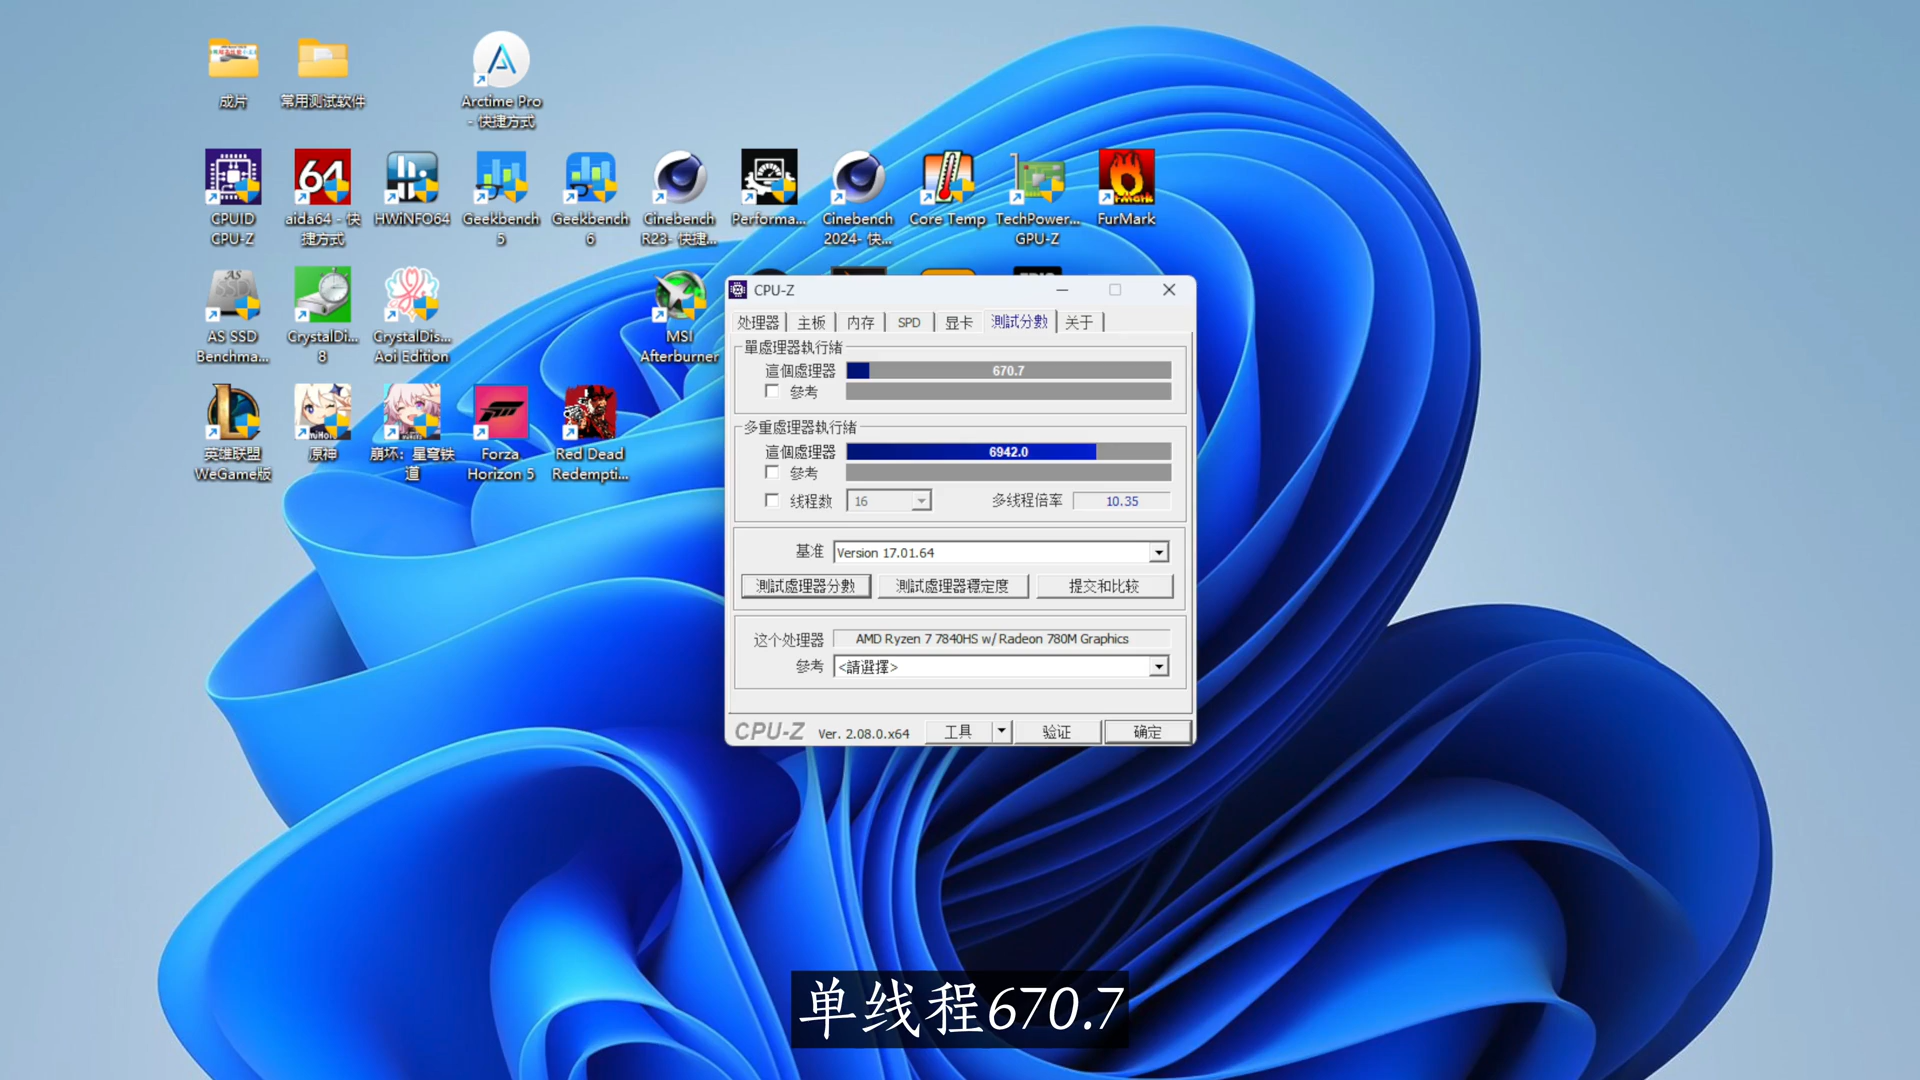 成片
常用测试软件
Arctime Pro
- 快捷方式
CPUID
CPU-Z
aida64 - 快
捷方式
HWiNFO64
Geekbench
5
Geekbench
6
Cinebench
R23- 快捷...
Performa...
Cinebench
2024- 快...
Core Temp
TechPower...
GPU-Z
FurMark
AS SSD
Benchma...
CrystalDi...
8
CrystalDis...
Aoi Edition
MSI
Afterburner
英雄联盟
WeGame版
原神
崩坏：星穹铁
道
Forza
Horizon 5
Red Dead
Redempti...
CPU-Z
处理器 主板 内存 SPD 显卡 測試分數 关于
單處理器執行緒
這個處理器 670.7
參考
多重處理器執行緒
這個處理器 6942.0
參考
线程数 16 多线程倍率 10.35
基准 Version 17.01.64
測試處理器分數 測試處理器穩定度 提交和比较
这个处理器 AMD Ryzen 7 7840HS w/ Radeon 780M Graphics
參考 <請選擇>
CPU-Z Ver. 2.08.0.x64 工具 验证 确定
单线程670.7